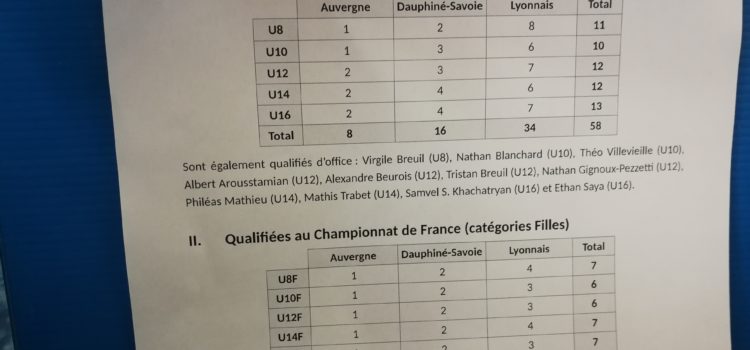 Auvergne Dauphiné-Savoie Lyonnais Total
U8 1 2 8 11
U10 1 3 6 10
U12 2 3 7 12
U14 2 4 6 12
U16 2 4 7 13
Total 8 16 34 58
Sont également qualifiés d'office : Virgile Breuil (U8), Nathan Blanchard (U10), Théo Villevieille (U10),
Albert Arousstamian (U12), Alexandre Beurois (U12), Tristan Breuil (U12), Nathan Gignoux-Pezzetti (U12),
Philéas Mathieu (U14), Mathis Trabet (U14), Samvel S. Khachatryan (U16) et Ethan Saya (U16).
II. Qualifiées au Championnat de France (catégories Filles)
Auvergne Dauphiné-Savoie Lyonnais Total
U8F 1 2 4 7
U10F 1 2 3 6
U12F 1 2 3 6
U14F 1 2 4 7
2 3 7